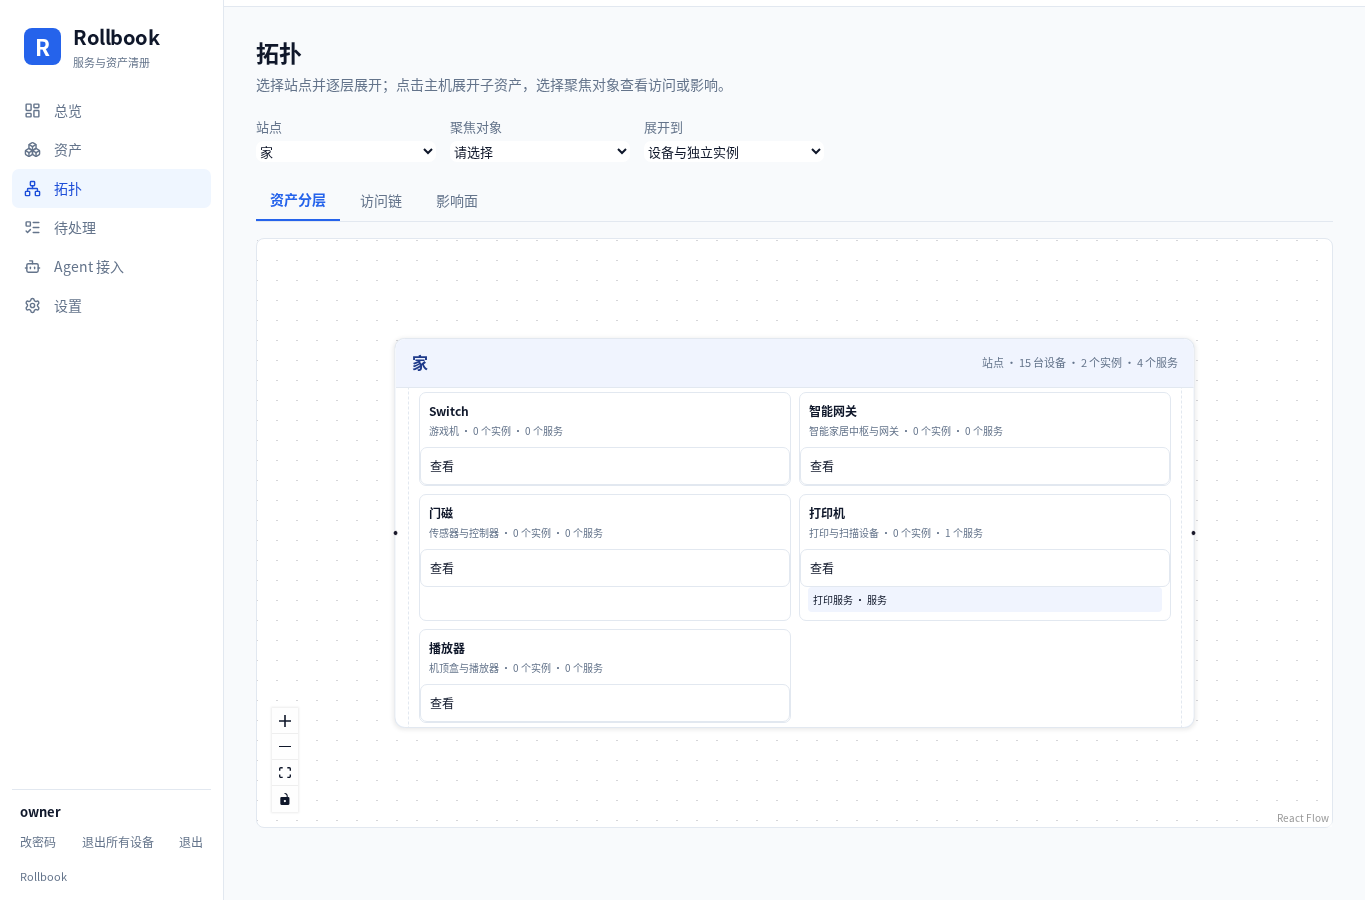 R
Rollbook
服务与资产清册
总览
资产
拓扑
待处理
Agent 接入
设置
owner
改密码 退出所有设备 退出
Rollbook
拓扑
选择站点并逐层展开；点击主机展开子资产，选择聚焦对象查看访问或影响。
站点 聚焦对象 展开到
家 请选择 设备与独立实例
资产分层 访问链 影响面
家
站点 · 15 台设备 · 2 个实例 · 4 个服务
Switch
游戏机 · 0 个实例 · 0 个服务
查看
智能网关
智能家居中枢与网关 · 0 个实例 · 0 个服务
查看
门磁
传感器与控制器 · 0 个实例 · 0 个服务
查看
打印机
打印与扫描设备 · 0 个实例 · 1 个服务
查看
打印服务 · 服务
播放器
机顶盒与播放器 · 0 个实例 · 0 个服务
查看
React Flow